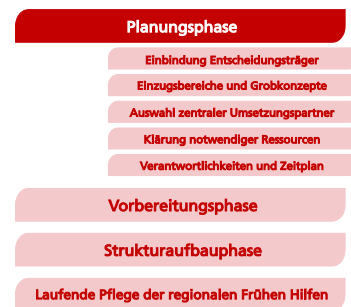 Planungsphase
Einbindung Entscheidungsträger
Einzugsbereiche und Grobkonzepte
Auswahl zentraler Umsetzungspartner
Klärung notwendiger Ressourcen
Verantwortlichkeiten und Zeitplan
Vorbereitungsphase
Strukturaufbauphase
Laufende Pflege der regionalen Frühen Hilfen